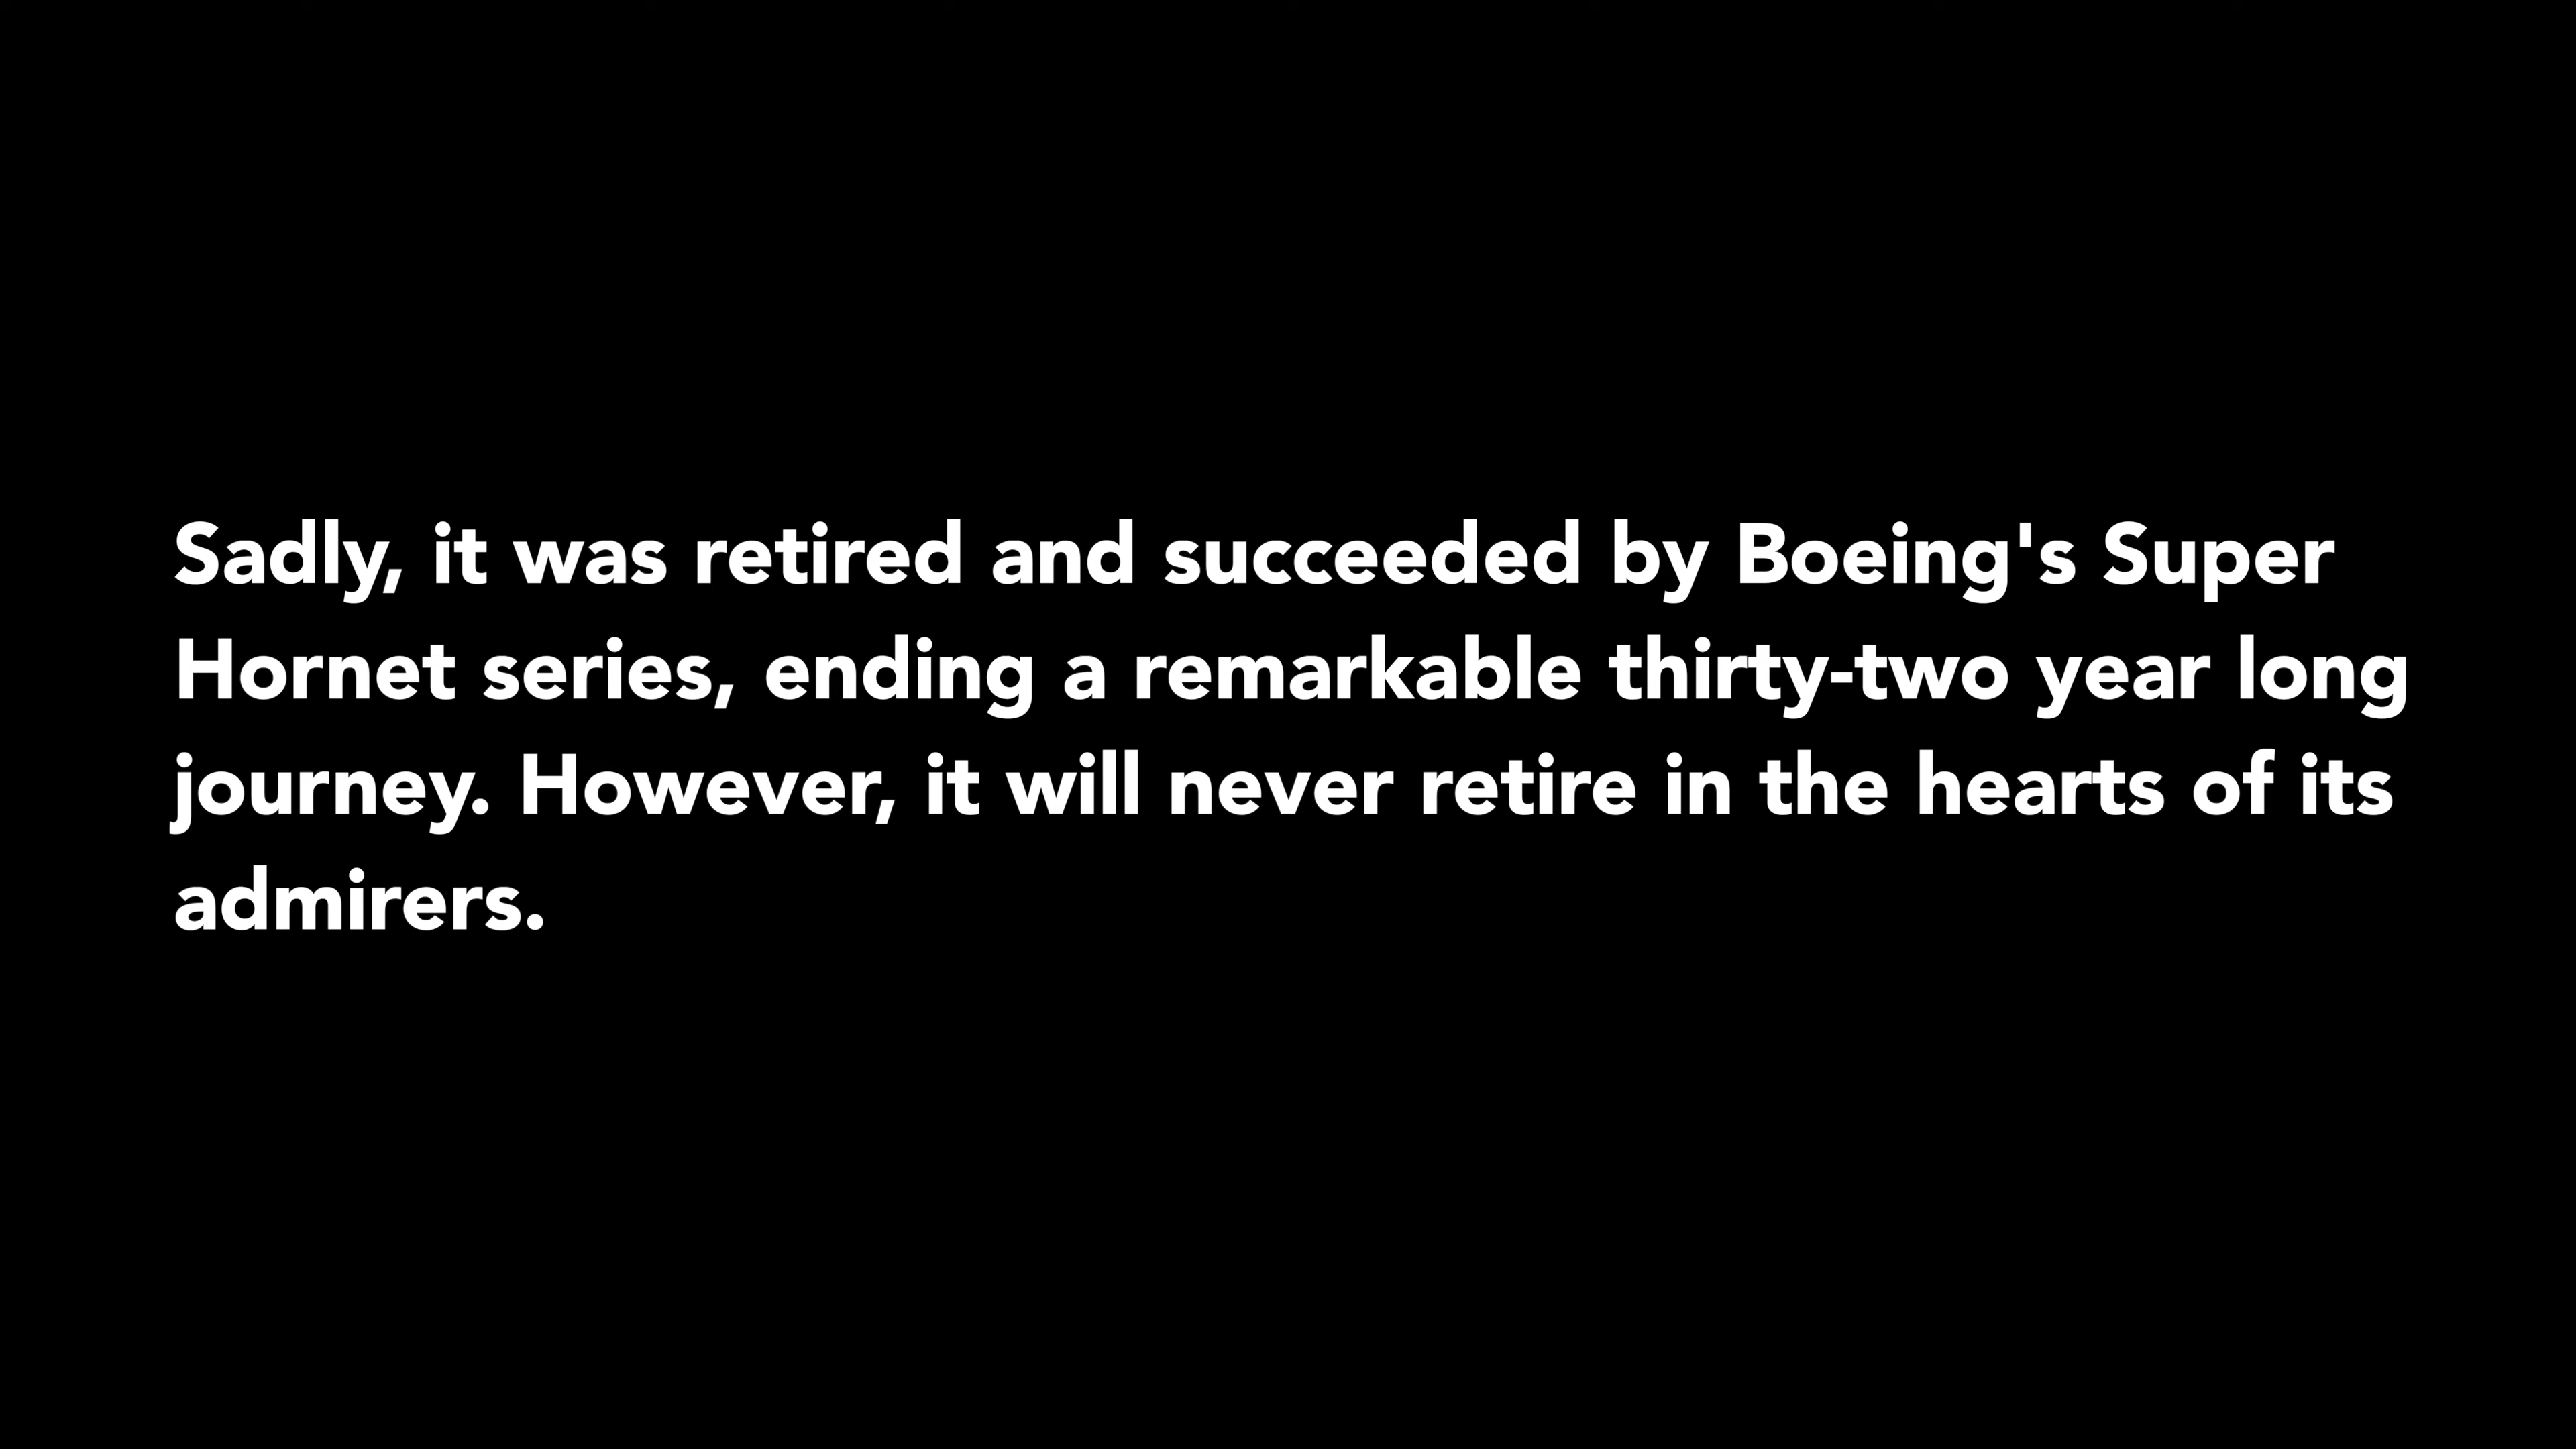 Sadly, it was retired and succeeded by Boeing's Super
Hornet series, ending a remarkable thirty-two year long
journey. However, it will never retire in the hearts of its
admirers.